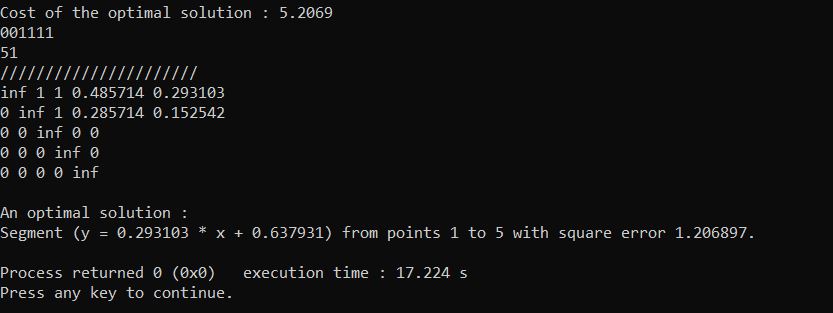 Cost of the optimal solution : 5.2069
001111
51
//////////////////////
inf 1 1 0.485714 0.293103
0 inf 1 0.285714 0.152542
0 0 inf 0 0
0 0 0 inf 0
0 0 0 0 inf

An optimal solution :
Segment (y = 0.293103 * x + 0.637931) from points 1 to 5 with square error 1.206897.

Process returned 0 (0x0)   execution time : 17.224 s
Press any key to continue.